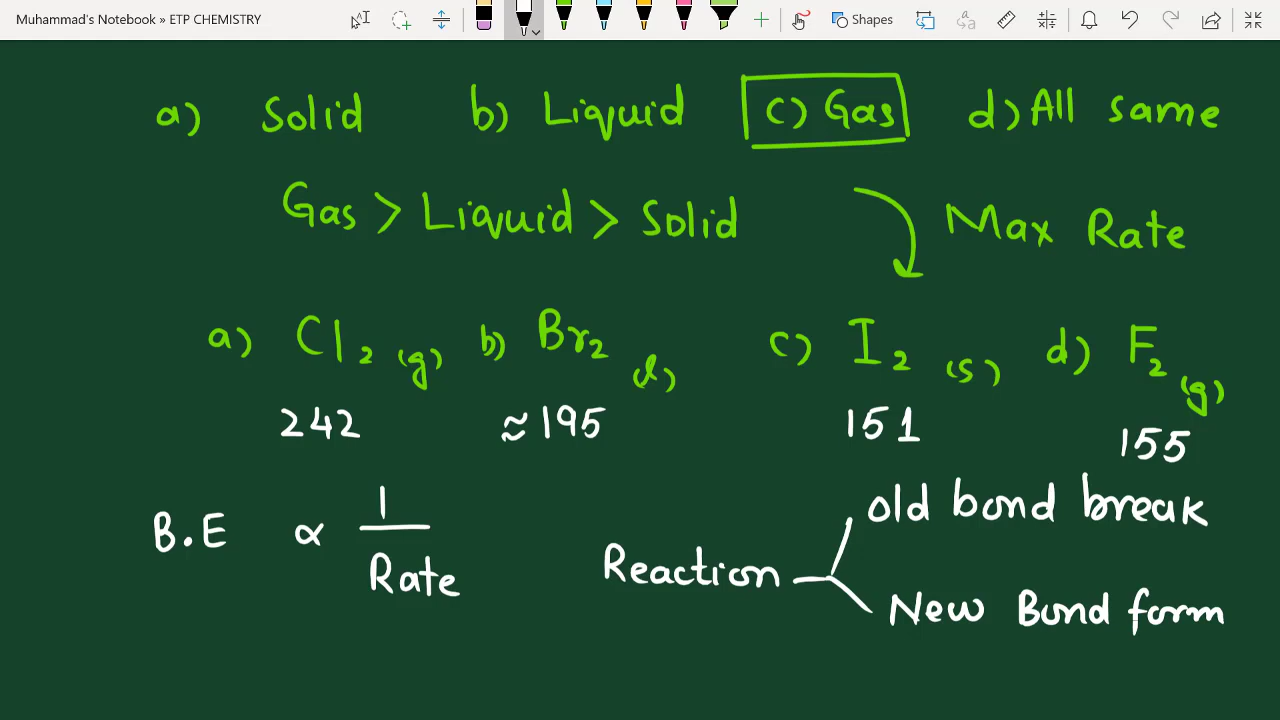 Muhammad's Notebook » ETP CHEMISTRY
Shapes
a) Solid b) Liquid c) Gas d) All same
Gas > Liquid > Solid Max Rate
a) Cl₂ (g) b) Br₂ (l) c) I₂ (s) d) F₂ (g)
242 ≈195 151 155
old bond break
B.E ∝ 1/Rate
Reaction
New Bond form